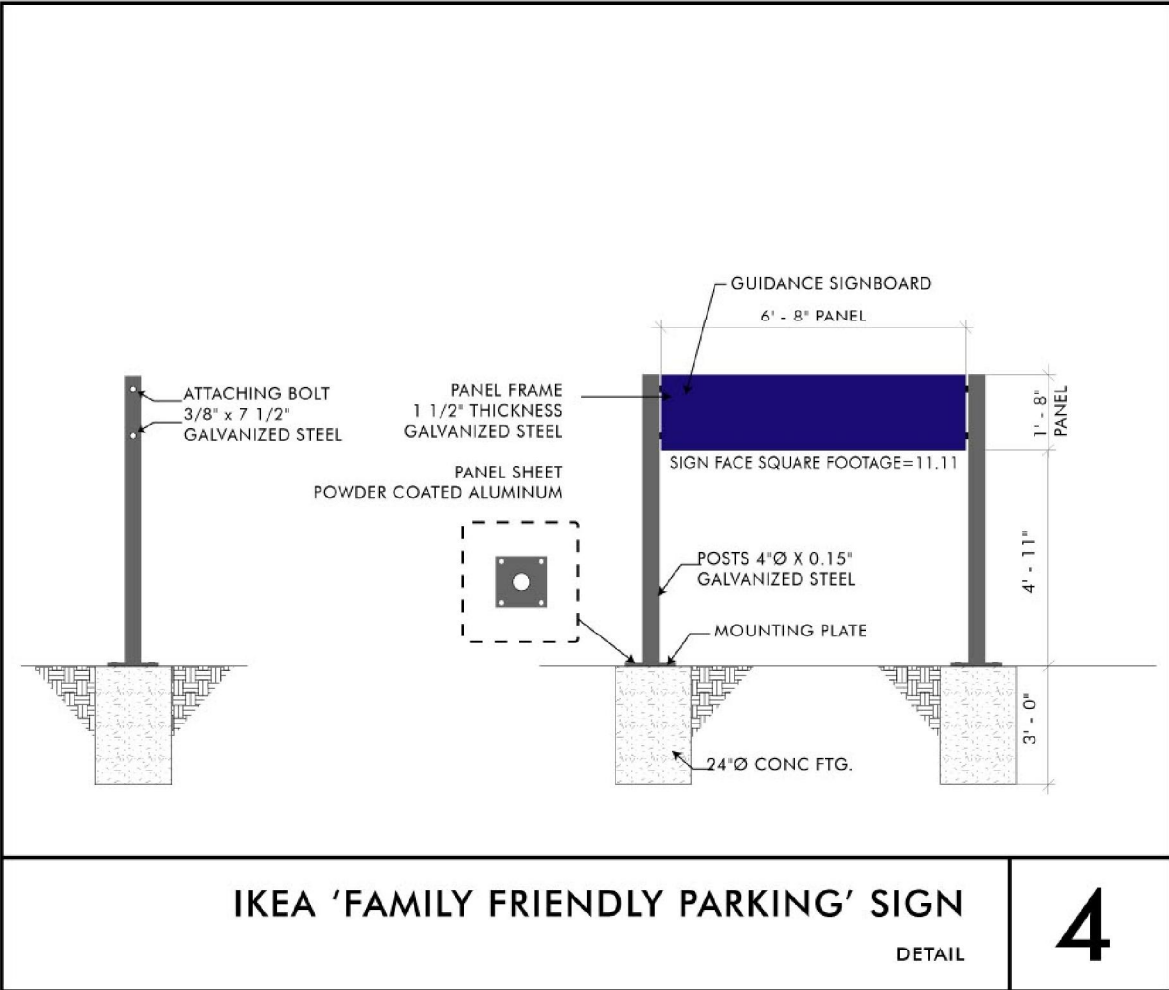 GUIDANCE SIGNBOARD
6' - 8" PANEL
ATTACHING BOLT
3/8" x 7 1/2"
GALVANIZED STEEL
PANEL FRAME
1 1/2" THICKNESS
GALVANIZED STEEL
1' - 8"
PANEL
SIGN FACE SQUARE FOOTAGE=11.11
PANEL SHEET
POWDER COATED ALUMINUM
POSTS 4"Ø X 0.15"
GALVANIZED STEEL
4' - 11"
MOUNTING PLATE
3' - 0"
24"Ø CONC FTG.
IKEA 'FAMILY FRIENDLY PARKING' SIGN
DETAIL
4